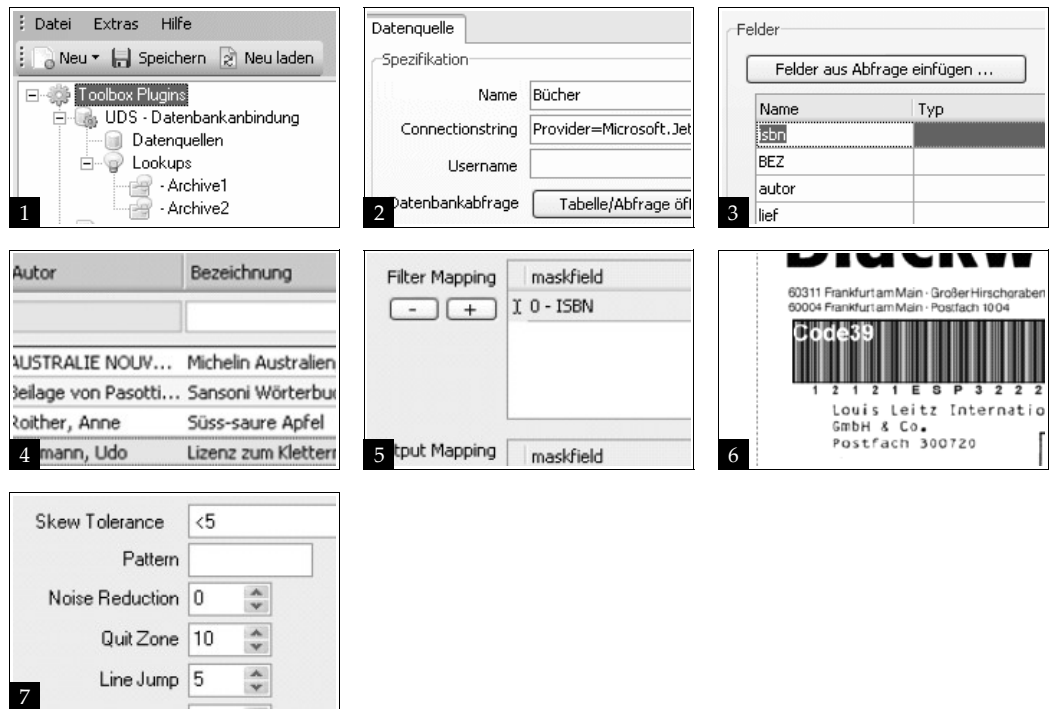 Datei Extras Hilfe
Neu Speichern Neu laden
Toolbox Plugins
UDS - Datenbankanbindung
Datenquellen
Lookups
- Archive1
- Archive2
1
Datenquelle
Spezifikation
Name Bücher
Connectionstring Provider=Microsoft.Jet
Username
Datenbankabfrage Tabelle/Abfrage öf
2
Felder
Felder aus Abfrage einfügen ...
Name Typ
isbn
BEZ
autor
lief
3
Autor Bezeichnung
AUSTRALIE NOUV... Michelin Australien
Beilage von Pasotti... Sansoni Wörterbu
Roither, Anne Süss-saure Apfel
mann, Udo Lizenz zum Kletter
4
Filter Mapping maskfield
- + 0 - ISBN
tput Mapping maskfield
5
60311 Frankfurt am Main · Großer Hirschgraben
60004 Frankfurt am Main · Postfach 10 04
Code39
1 2 1 2 1 E S P 3 2 2 2
Louis Leitz Internatio
GmbH & Co.
Postfach 300720
6
Skew Tolerance <5
Pattern
Noise Reduction 0
Quit Zone 10
Line Jump 5
7